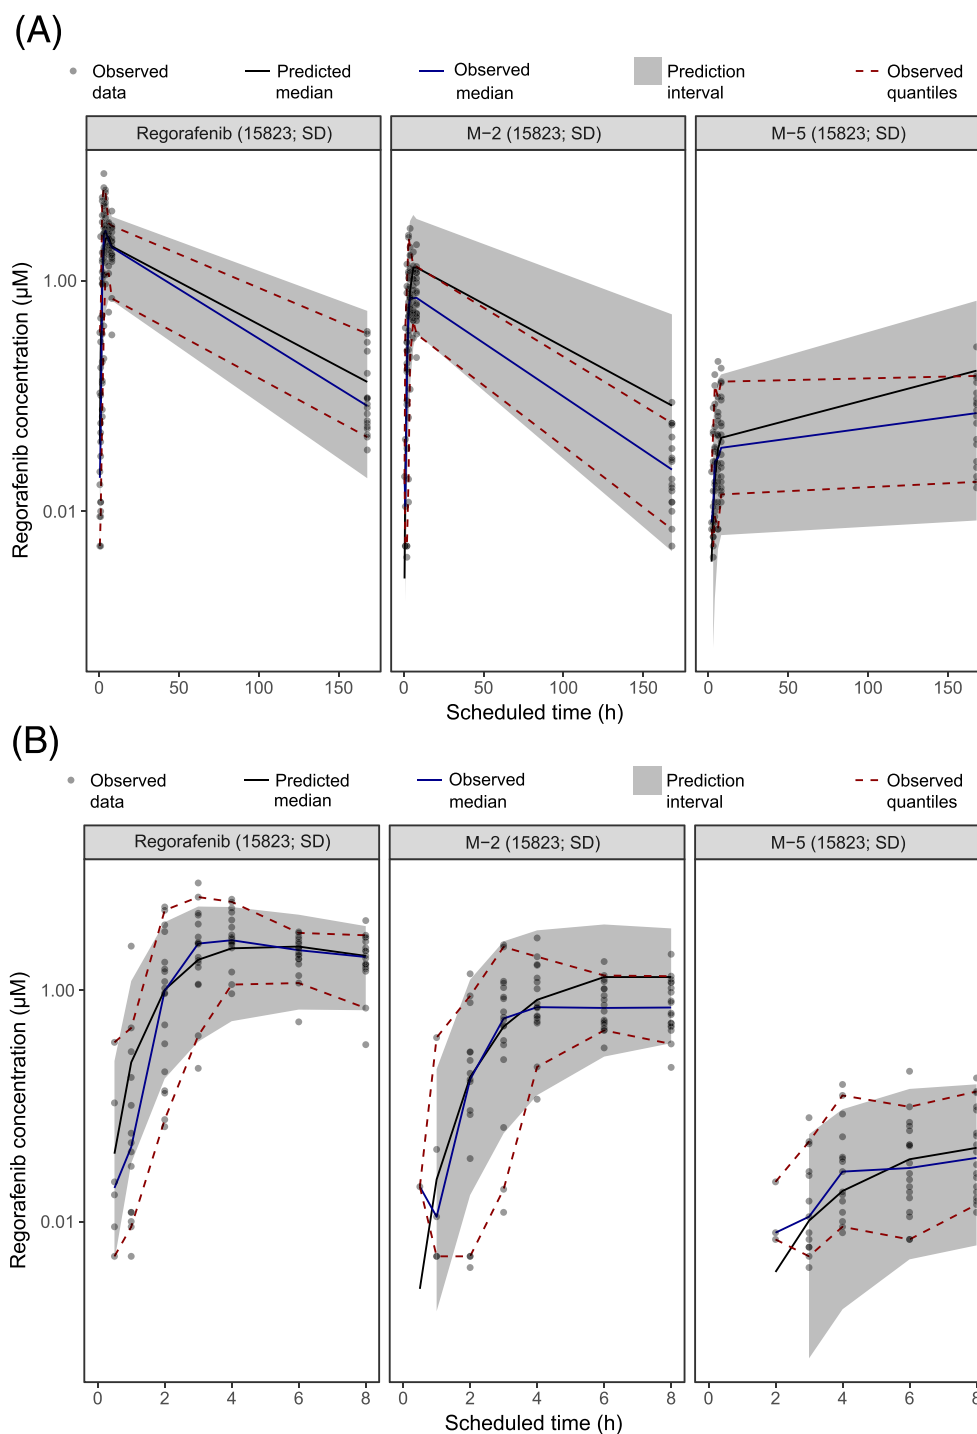 (A)
Observed data
Predicted median
Observed median
Prediction interval
Observed quantiles
Regorafenib (15823; SD)
M−2 (15823; SD)
M−5 (15823; SD)
Regorafenib concentration (µM)
1.00
0.01
0 50 100 150
0 50 100 150
0 50 100 150
Scheduled time (h)
(B)
Observed data
Predicted median
Observed median
Prediction interval
Observed quantiles
Regorafenib (15823; SD)
M−2 (15823; SD)
M−5 (15823; SD)
Regorafenib concentration (µM)
1.00
0.01
0 2 4 6 8
0 2 4 6 8
0 2 4 6 8
Scheduled time (h)